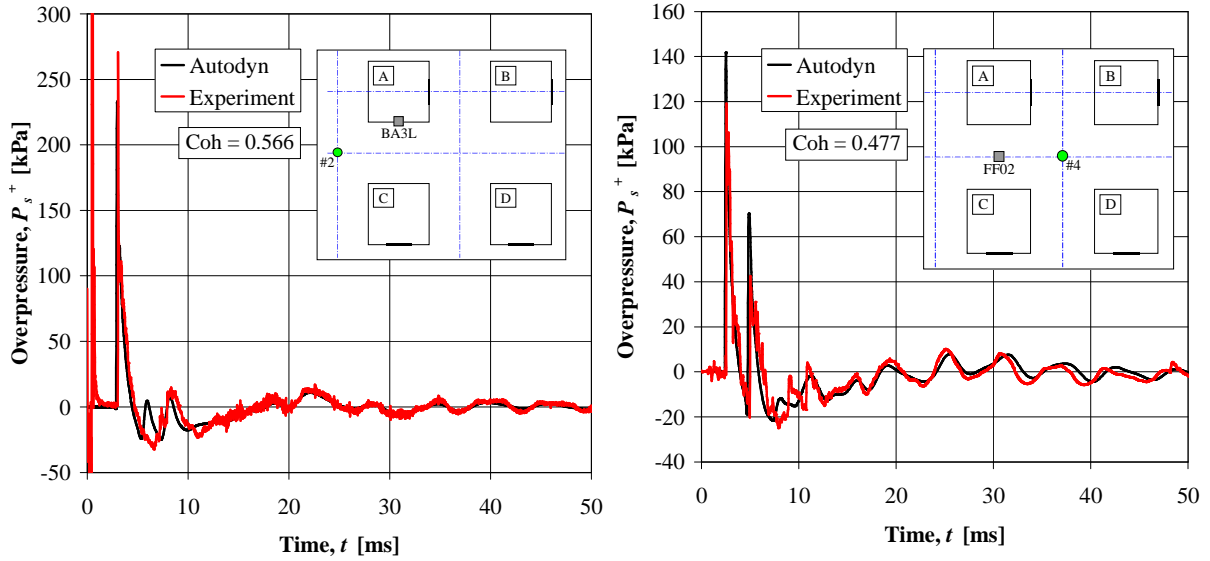 300
250
200
150
100
50
0
-50
0
10
20
30
40
50
Overpressure, P s + [kPa]
Time, t [ms]
Autodyn
Experiment
Coh = 0.566
A
B
BA3L
#2
C
D
160
140
120
100
80
60
40
20
0
-20
-40
0
10
20
30
40
50
Overpressure, P s + [kPa]
Time, t [ms]
Autodyn
Experiment
Coh = 0.477
A
B
FF02
#4
C
D